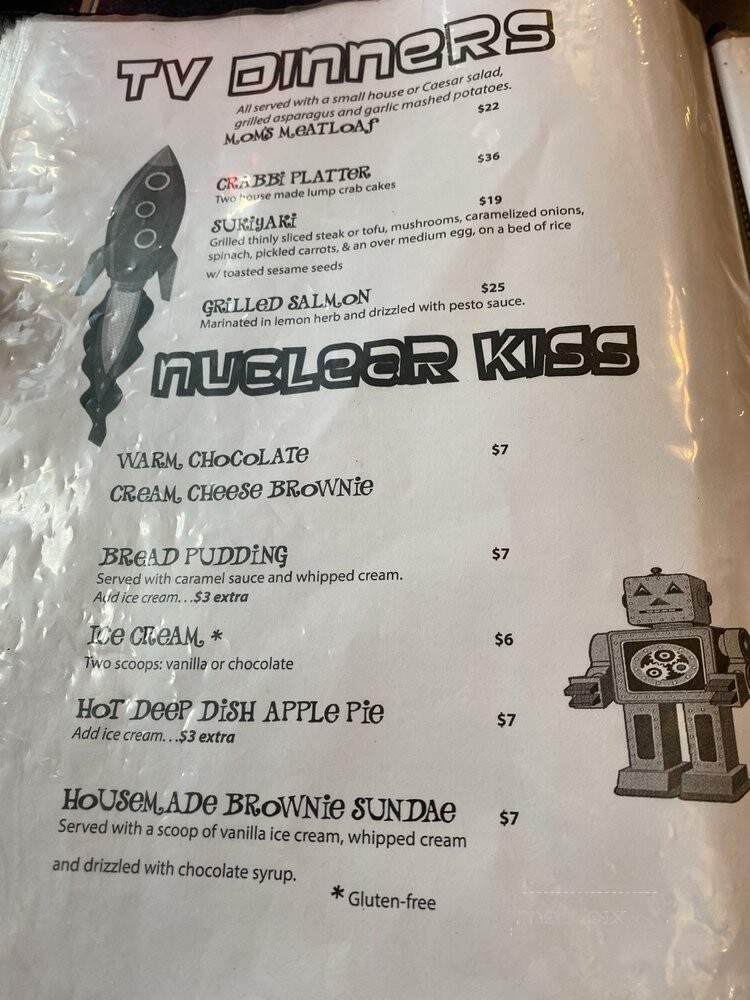 TV DINNERS
All served with a small house or Caesar salad,
grilled asparagus and garlic mashed potatoes.
MOM'S MEATLOAF $22
CRABBI PLATTER $36
Two house made lump crab cakes
SUKIYAKI $19
Grilled thinly sliced steak or tofu, mushrooms, caramelized onions,
spinach, pickled carrots, & an over medium egg, on a bed of rice
w/ toasted sesame seeds
GRILLED SALMON $25
Marinated in lemon herb and drizzled with pesto sauce.
NUCLEAR KISS
WARM CHOCOLATE $7
CREAM CHEESE BROWNIE
BREAD PUDDING $7
Served with caramel sauce and whipped cream.
Add ice cream...$3 extra
ICE CREAM * $6
Two scoops: vanilla or chocolate
HOT DEEP DISH APPLE PIE $7
Add ice cream...$3 extra
HOUSEMADE BROWNIE SUNDAE $7
Served with a scoop of vanilla ice cream, whipped cream
and drizzled with chocolate syrup.
* Gluten-free